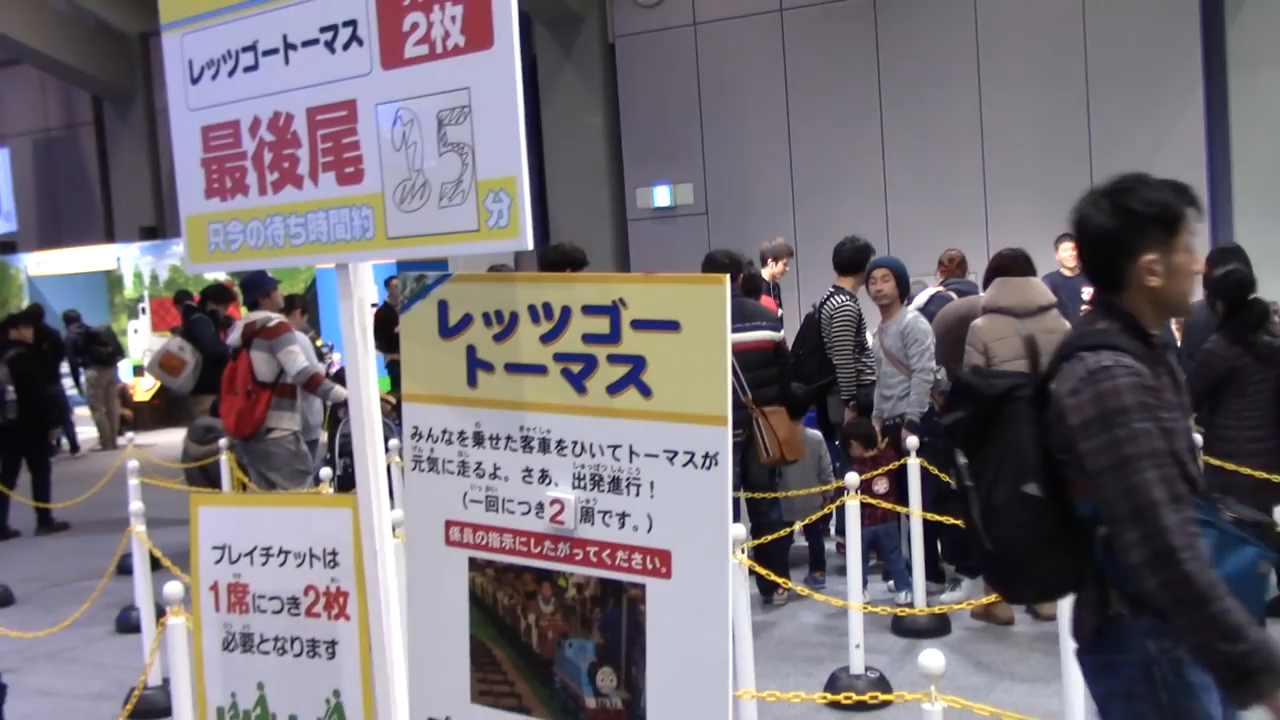 レッツゴートーマス
2枚
最後尾
35
只今の待ち時間約
分
レッツゴー
トーマス
みんなを乗せた客車をひいてトーマスが
元気に走るよ。さあ、出発進行！
(一回につき2周です。)
係員の指示にしたがってください。
プレイチケットは
1席につき2枚
必要となります